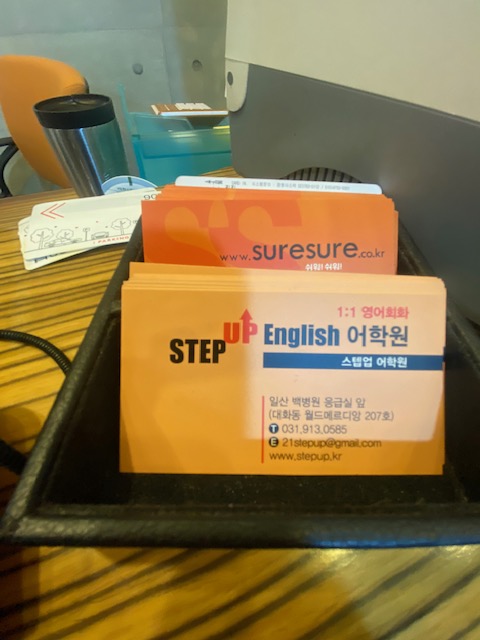 www.suresure.co.kr
쉬워! 쉬워!
1:1 영어회화
STEP UP English 어학원
스텝업 어학원
일산 백병원 응급실 앞
(대화동 월드메르디앙 207호)
T 031.913.0585
E 21stepup@gmail.com
www.stepup.kr